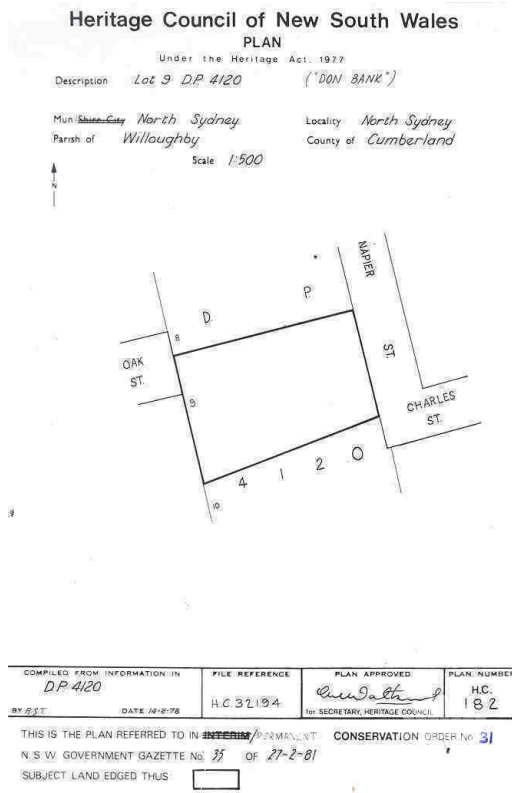 Heritage Council of New South Wales
PLAN
Under the Heritage Act, 1977
Description Lot 9 D.P. 4120 ("DON BANK")
Mun Shire City North Sydney Locality North Sydney
Parish of Willoughby County of Cumberland
Scale 1:500
N
NAPIER
D. P.
8
OAK
ST.
ST.
9
CHARLES
ST.
4 1 2 0
10
COMPILED FROM INFORMATION IN
D.P. 4120
BY R.S.T. DATE 14-8-78
FILE REFERENCE
H.C. 32194
PLAN APPROVED
for SECRETARY, HERITAGE COUNCIL
PLAN NUMBER
H.C.
182
THIS IS THE PLAN REFERRED TO IN INTERIM/PERMANENT CONSERVATION ORDER No 31
N.S.W GOVERNMENT GAZETTE No. 35 OF 27-2-81
SUBJECT LAND EDGED THUS